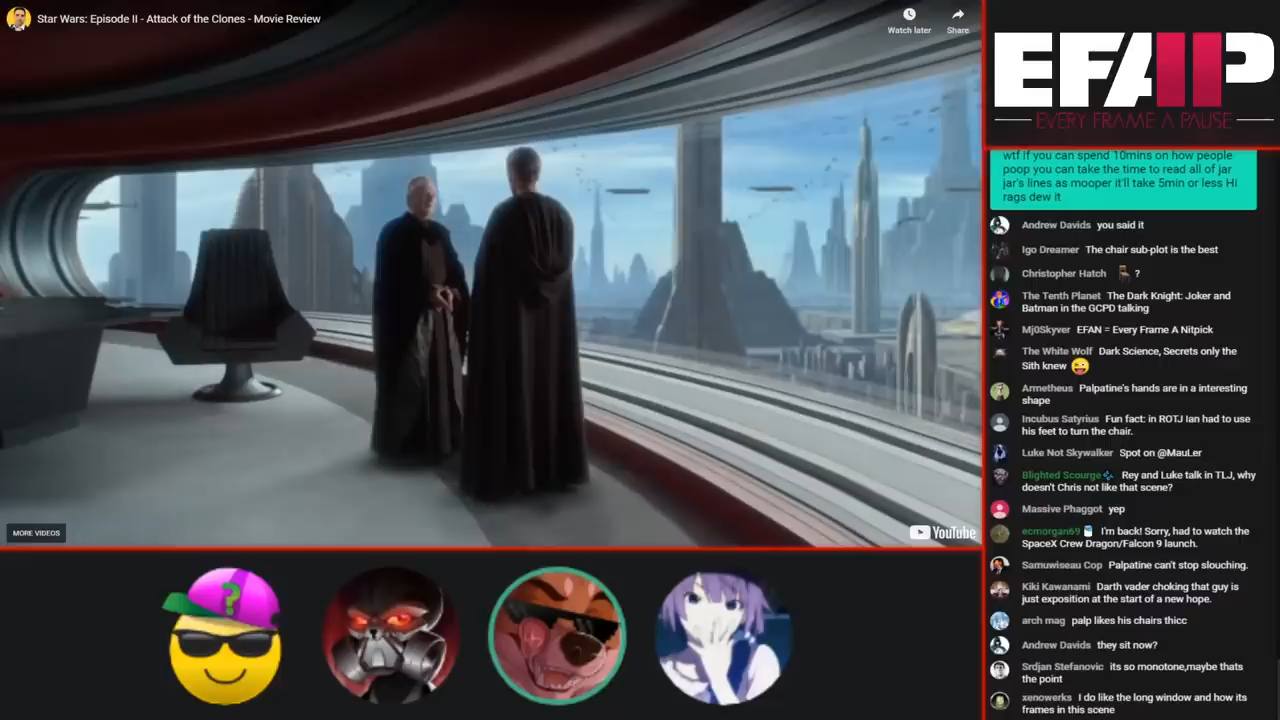 Star Wars: Episode II - Attack of the Clones - Movie Review
Watch later
Share
EFAP
EVERY FRAME A PAUSE
wtf if you can spend 10mins on how people
poop you can take the time to read all of jar
jar's lines as mooper it'll take 5min or less Hi
rags dew it
Andrew Davids you said it
Igo Dreamer The chair sub-plot is the best
Christopher Hatch ?
The Tenth Planet The Dark Knight: Joker and
Batman in the GCPD talking
Mj0Skyver EFAN = Every Frame A Nitpick
The White Wolf Dark Science, Secrets only the
Sith knew
Armetheus Palpatine's hands are in a interesting
shape
Incubus Satyrius Fun fact: in ROTJ Ian had to use
his feet to turn the chair.
Luke Not Skywalker Spot on @MauLer
Blighted Scourge Rey and Luke talk in TLJ, why
doesn't Chris not like that scene?
Massive Phaggot yep
ecmorgan69 I'm back! Sorry, had to watch the
SpaceX Crew Dragon/Falcon 9 launch.
Samuwiseau Cop Palpatine can't stop slouching.
Kiki Kawanami Darth vader choking that guy is
just exposition at the start of a new hope.
arch mag palp likes his chairs thicc
Andrew Davids they sit now?
Srdjan Stefanovic its so monotone,maybe thats
the point
xenowerks I do like the long window and how its
frames in this scene
MORE VIDEOS
YouTube
?